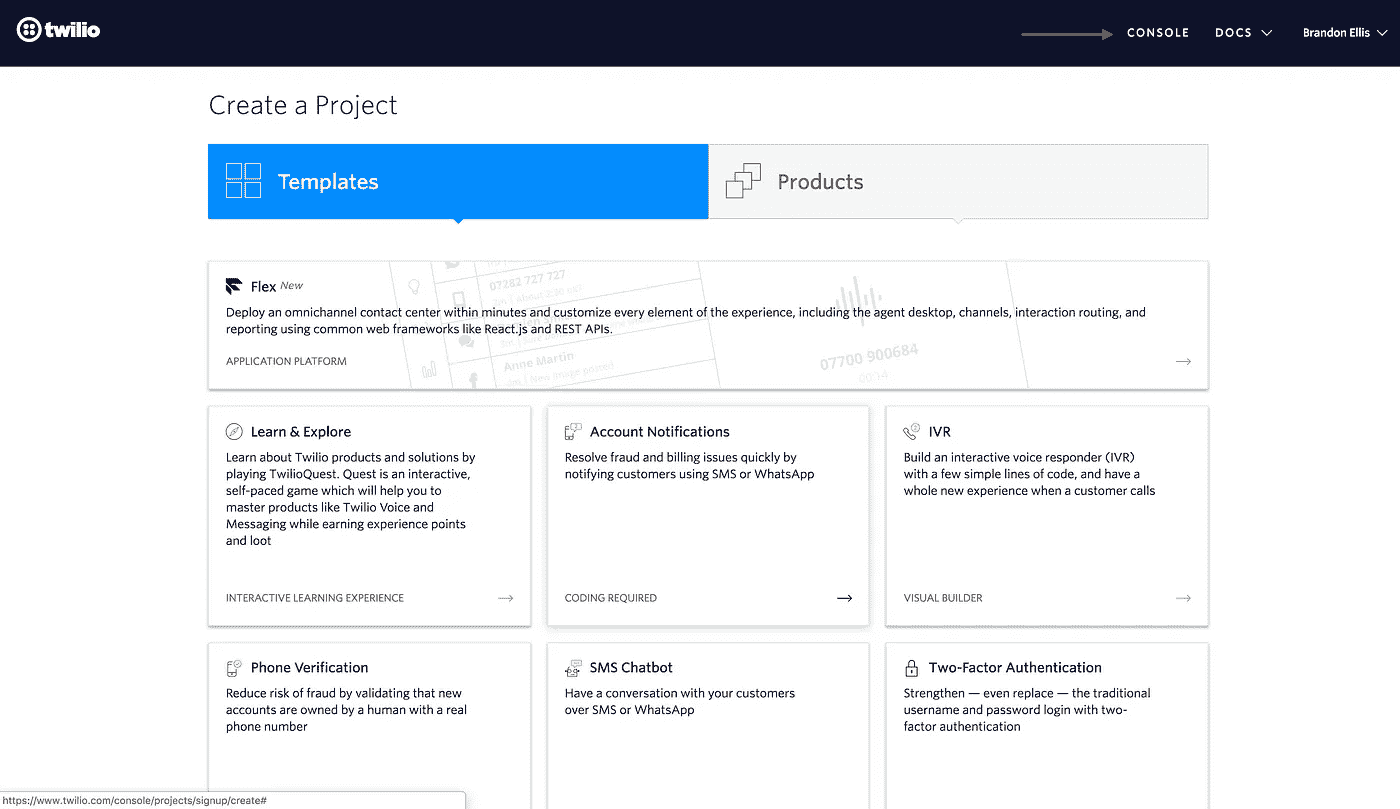 twilio
CONSOLE DOCS Brandon Ellis
Create a Project
Templates Products
Flex New
07282 727 727
Deploy an omnichannel contact center within minutes and customize every element of the experience, including the agent desktop, channels, interaction routing, and
reporting using common web frameworks like React.js and REST APIs.
Anne Martin
07700 900684
APPLICATION PLATFORM
Learn & Explore
Learn about Twilio products and solutions by
playing TwilioQuest. Quest is an interactive,
self-paced game which will help you to
master products like Twilio Voice and
Messaging while earning experience points
and loot
INTERACTIVE LEARNING EXPERIENCE
Account Notifications
Resolve fraud and billing issues quickly by
notifying customers using SMS or WhatsApp
CODING REQUIRED
IVR
Build an interactive voice responder (IVR)
with a few simple lines of code, and have a
whole new experience when a customer calls
VISUAL BUILDER
Phone Verification
Reduce risk of fraud by validating that new
accounts are owned by a human with a real
phone number
SMS Chatbot
Have a conversation with your customers
over SMS or WhatsApp
Two-Factor Authentication
Strengthen — even replace — the traditional
username and password login with two-
factor authentication
https://www.twilio.com/console/projects/signup/create#